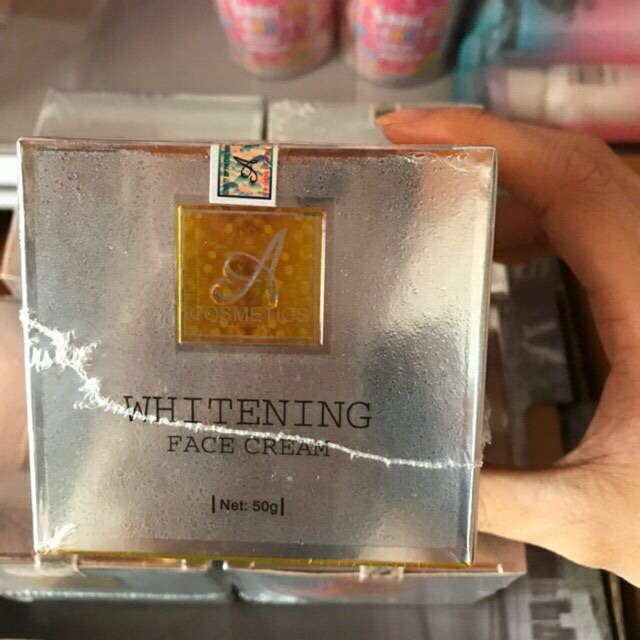 A
A
COSMETICS
WHITENING
FACE CREAM
Net: 50g